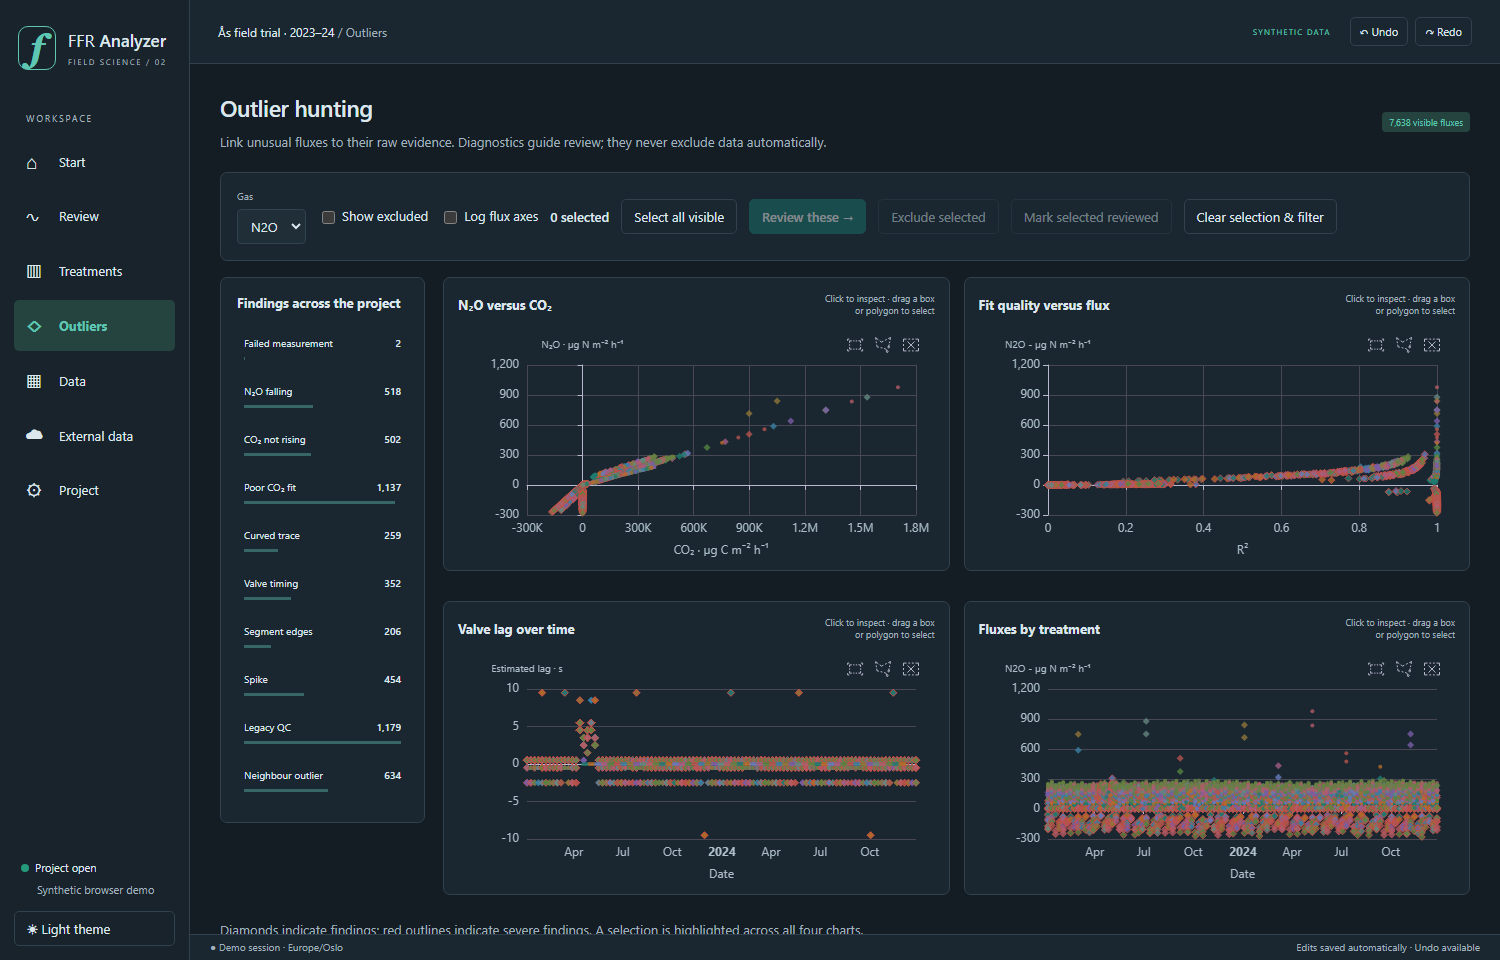 FFR Analyzer
FIELD SCIENCE / 02
WORKSPACE
Start
Review
Treatments
Outliers
Data
External data
Project
Project open
Synthetic browser demo
☀ Light theme
Ås field trial · 2023–24 / Outliers
SYNTHETIC DATA
↶ Undo
↷ Redo
Outlier hunting
Link unusual fluxes to their raw evidence. Diagnostics guide review; they never exclude data automatically.
7,638 visible fluxes
Gas
N2O
Show excluded
Log flux axes
0 selected
Select all visible
Review these →
Exclude selected
Mark selected reviewed
Clear selection & filter
Findings across the project
Failed measurement 2
N₂O falling 518
CO₂ not rising 502
Poor CO₂ fit 1,137
Curved trace 259
Valve timing 352
Segment edges 206
Spike 454
Legacy QC 1,179
Neighbour outlier 634
N₂O versus CO₂
Click to inspect · drag a box
or polygon to select
N₂O · µg N m⁻² h⁻¹
1,200
900
600
300
0
-300
-300K 0 300K 600K 900K 1.2M 1.5M 1.8M
CO₂ · µg C m⁻² h⁻¹
Fit quality versus flux
Click to inspect · drag a box
or polygon to select
N2O - µg N m⁻² h⁻¹
1,200
900
600
300
0
-300
0 0.2 0.4 0.6 0.8 1
R²
Valve lag over time
Click to inspect · drag a box
or polygon to select
Estimated lag · s
10
5
0
-5
-10
Apr Jul Oct 2024 Apr Jul Oct
Date
Fluxes by treatment
Click to inspect · drag a box
or polygon to select
N2O - µg N m⁻² h⁻¹
1,200
900
600
300
0
-300
Apr Jul Oct 2024 Apr Jul Oct
Date
Diamonds indicate findings; red outlines indicate severe findings. A selection is highlighted across all four charts.
● Demo session · Europe/Oslo
Edits saved automatically · Undo available